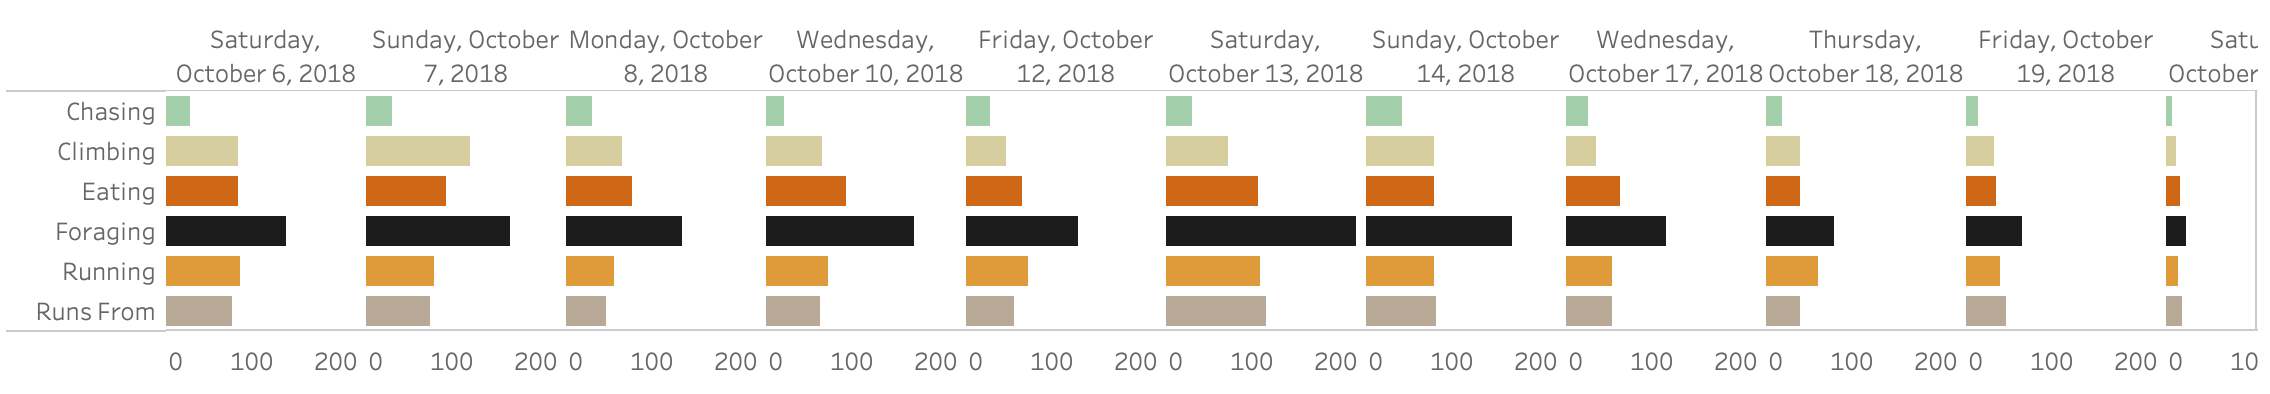 Saturday, Sunday, October Monday, October Wednesday, Friday, October Saturday, Sunday, October Wednesday, Thursday, Friday, October
October 6, 2018 7, 2018 8, 2018 October 10, 2018 12, 2018 October 13, 2018 14, 2018 October 17, 2018 October 18, 2018 19, 2018 October
Chasing
Climbing
Eating
Foraging
Running
Runs From
0 100 200 0 100 200 0 100 200 0 100 200 0 100 200 0 100 200 0 100 200 0 100 200 0 100 200 0 100 200 0 10